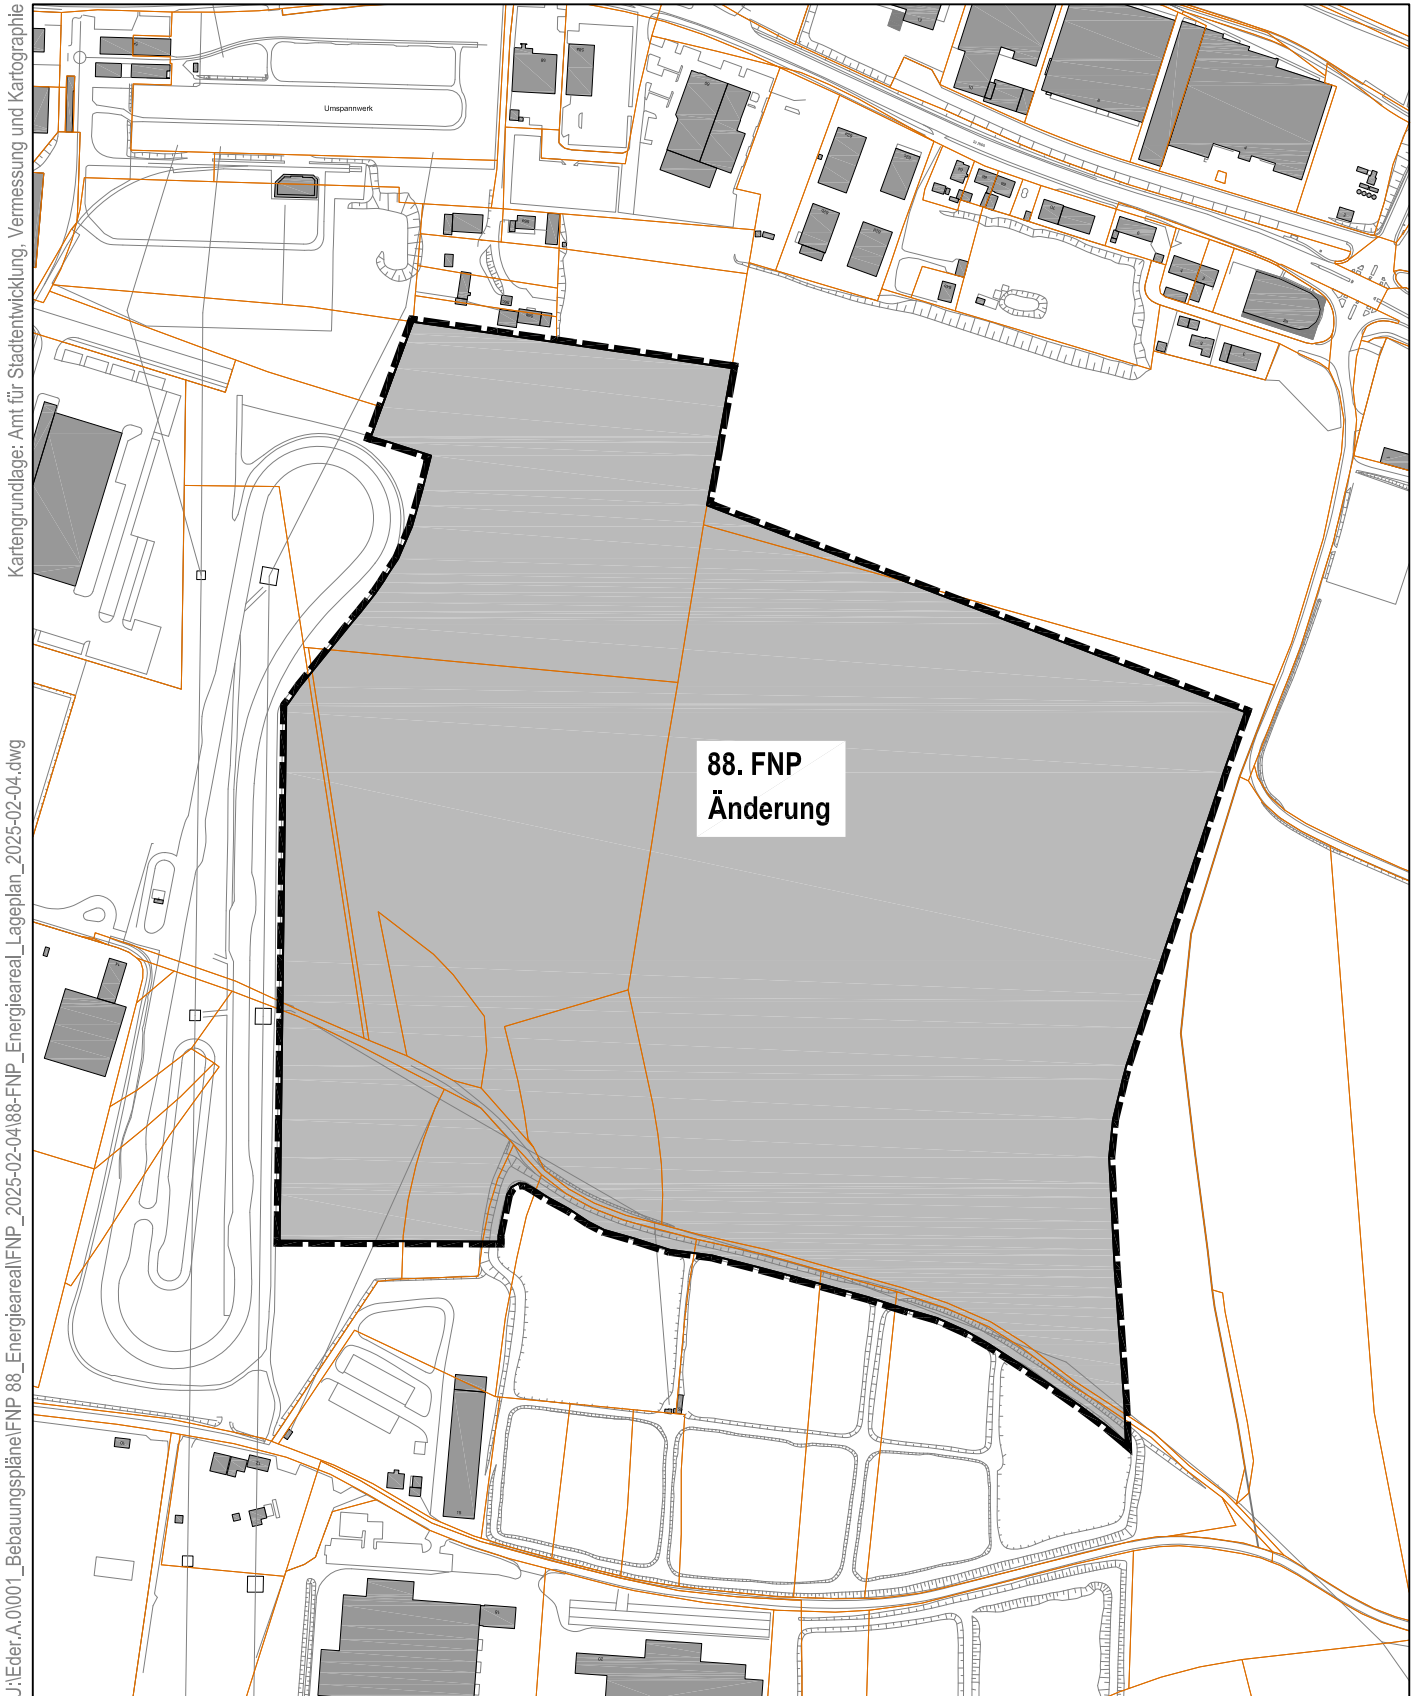 Kartengrundlage: Amt für Stadtentwicklung, Vermessung und Kartographie
U:\Eder.A.0\001_Bebauungspläne\FNP 88_Energieareal\FNP_2025-02-04\88-FNP_Energieareal_Lageplan_2025-02-04.dwg
Umspannwerk
88. FNP
Änderung